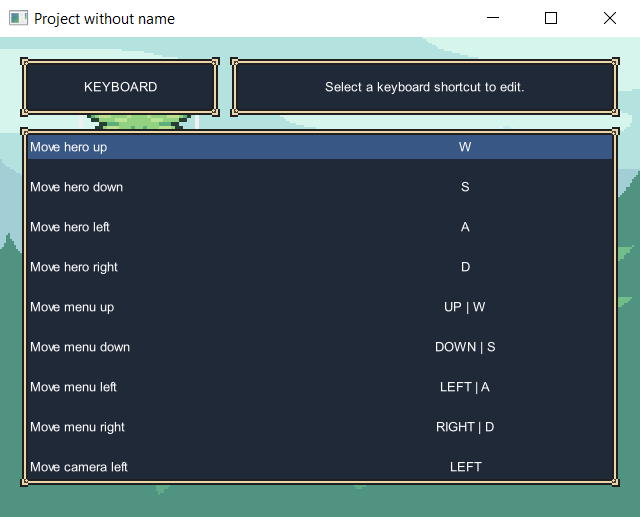 Project without name
KEYBOARD
Select a keyboard shortcut to edit.
Move hero up W
Move hero down S
Move hero left A
Move hero right D
Move menu up UP | W
Move menu down DOWN | S
Move menu left LEFT | A
Move menu right RIGHT | D
Move camera left LEFT